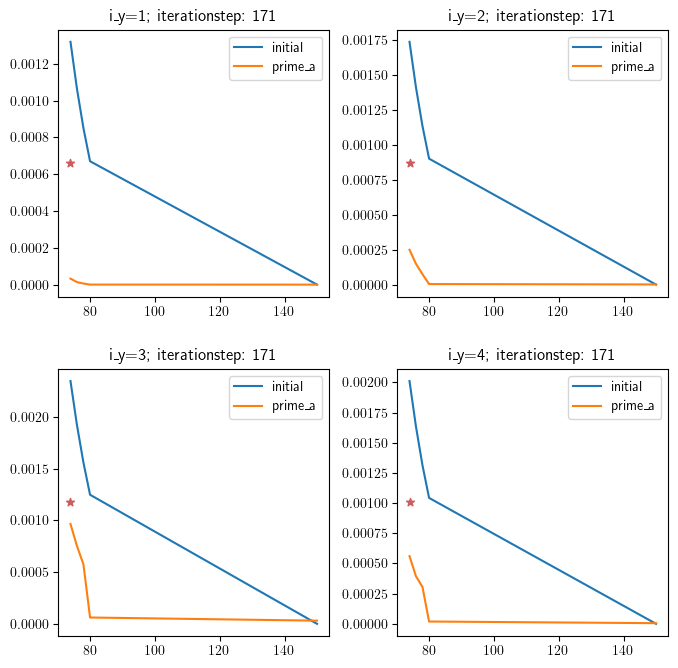 i_y=1; iterationstep: 171
initial
prime_a
0.0012
0.0010
0.0008
0.0006
0.0004
0.0002
0.0000
80 100 120 140
i_y=2; iterationstep: 171
initial
prime_a
0.00175
0.00150
0.00125
0.00100
0.00075
0.00050
0.00025
0.00000
80 100 120 140
i_y=3; iterationstep: 171
initial
prime_a
0.0020
0.0015
0.0010
0.0005
0.0000
80 100 120 140
i_y=4; iterationstep: 171
initial
prime_a
0.00200
0.00175
0.00150
0.00125
0.00100
0.00075
0.00050
0.00025
0.00000
80 100 120 140